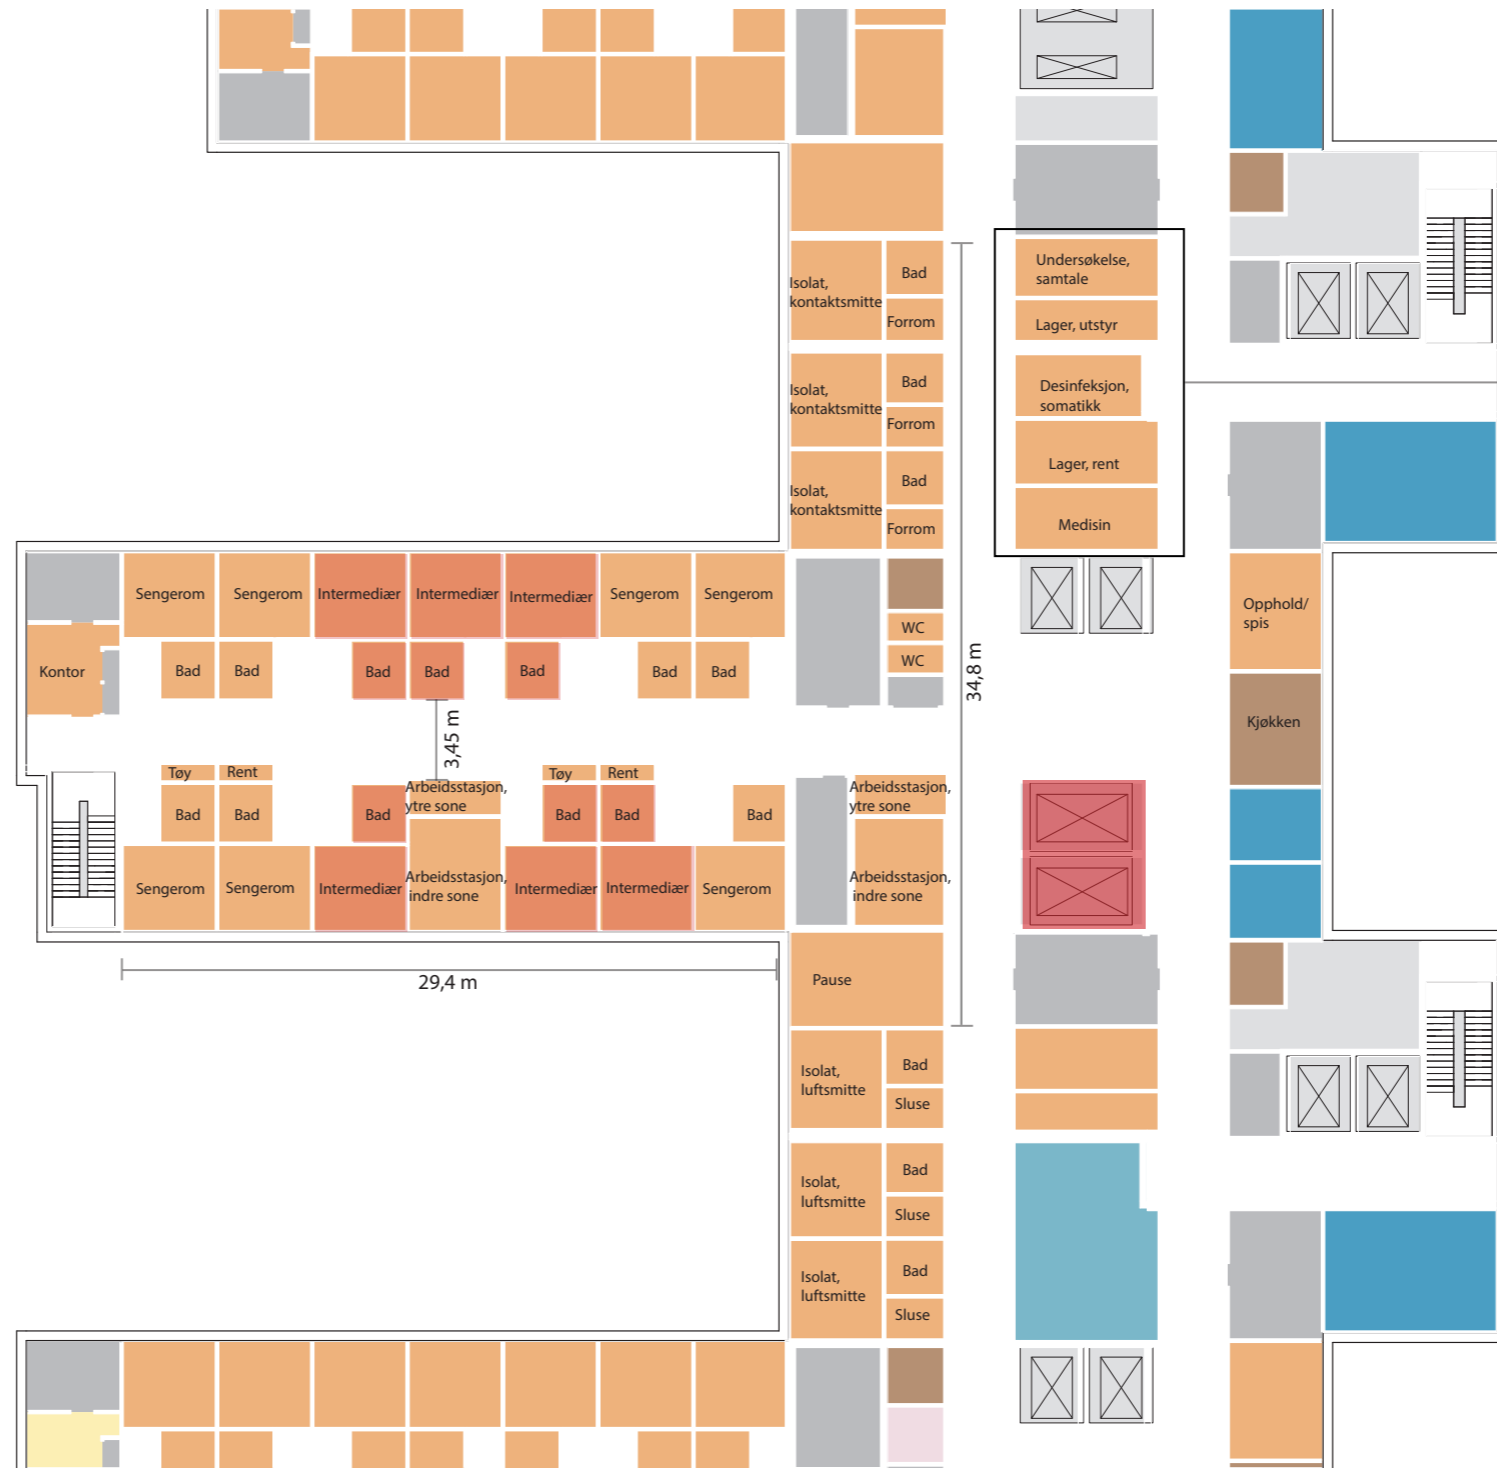 Undersøkelse,
samtale
Lager, utstyr
Desinfeksjon,
somatikk
Lager, rent
Medisin
Isolat,
kontaktsmitte
Bad
Forrom
Isolat,
kontaktsmitte
Bad
Forrom
Isolat,
kontaktsmitte
Bad
Forrom
34,8 m
Sengerom
Sengerom
Intermediær
Intermediær
Intermediær
Sengerom
Sengerom
WC
WC
Opphold/
spis
Kontor
Bad
Bad
Bad
Bad
Bad
Bad
Bad
Kjøkken
3,45 m
Tøy
Rent
Tøy
Rent
Arbeidsstasjon,
ytre sone
Arbeidsstasjon,
ytre sone
Bad
Bad
Bad
Bad
Bad
Bad
Sengerom
Sengerom
Intermediær
Arbeidsstasjon,
indre sone
Intermediær
Intermediær
Sengerom
Arbeidsstasjon,
indre sone
29,4 m
Pause
Isolat,
luftsmitte
Bad
Sluse
Isolat,
luftsmitte
Bad
Sluse
Isolat,
luftsmitte
Bad
Sluse